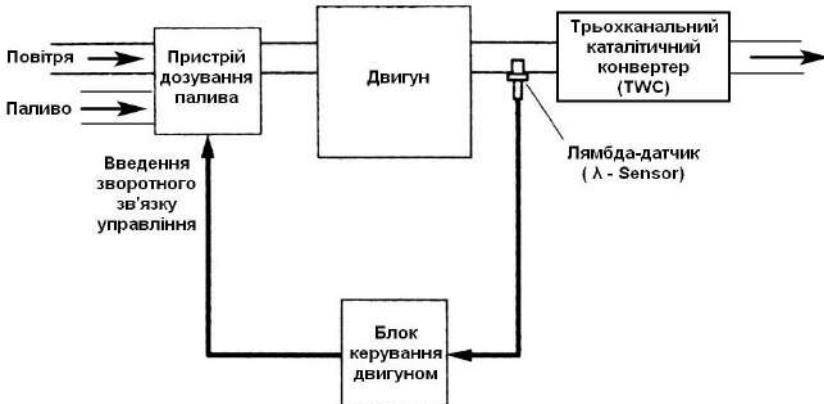 Повітря
Паливо
Пристрій
дозування
палива
Двигун
Трьохканальний
каталітичний
конвертер
(TWC)
Лямбда-датчик
( λ - Sensor)
Введення
зворотного
зв'язку
управління
Блок
керування
двигуном